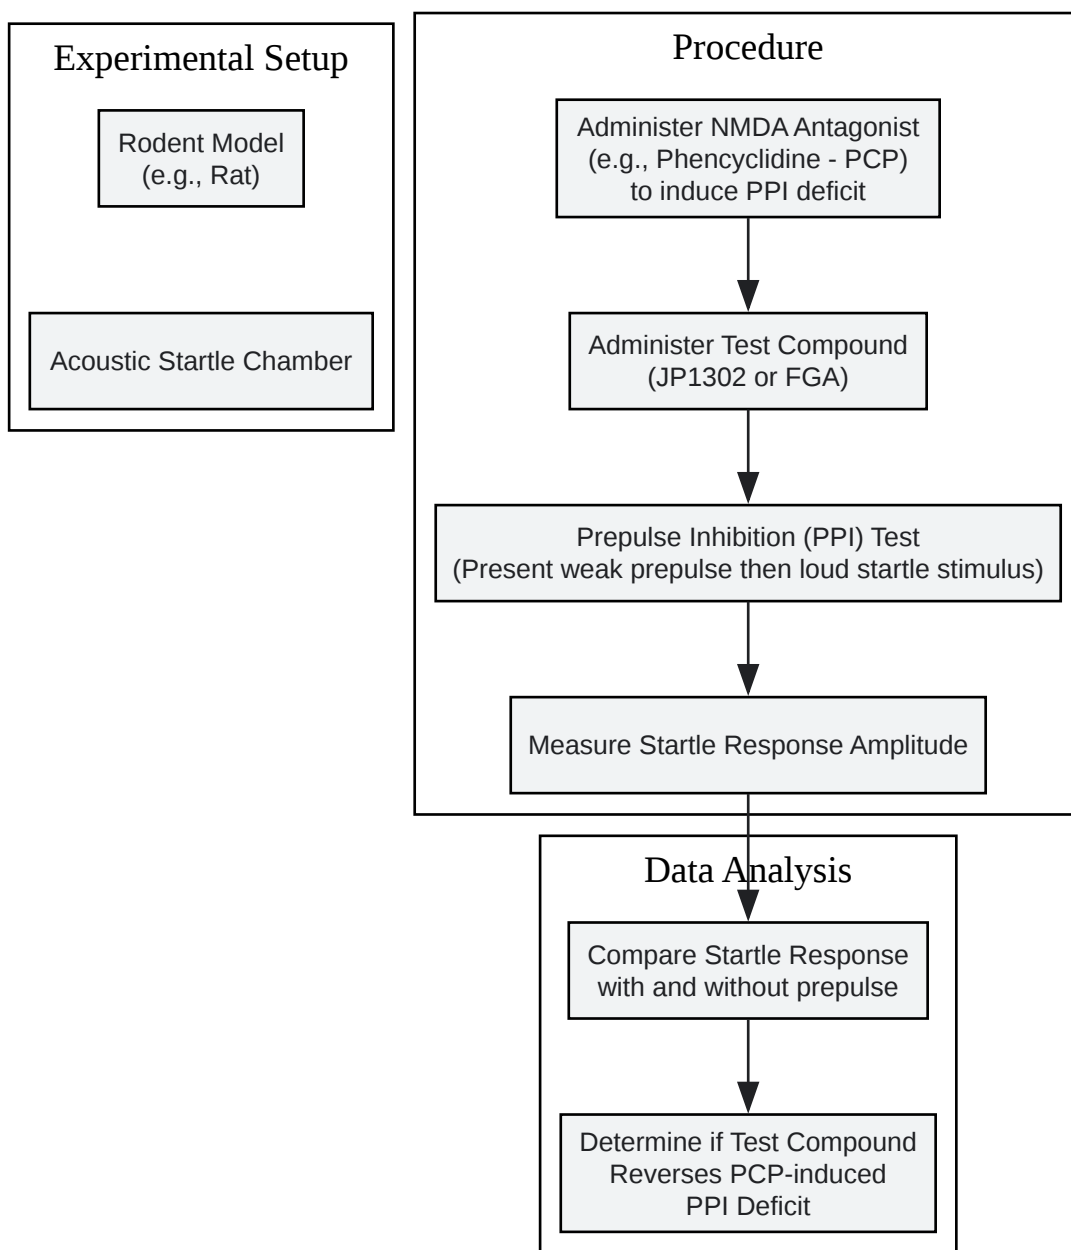 Experimental Setup
Rodent Model
(e.g., Rat)
Acoustic Startle Chamber
Procedure
Administer NMDA Antagonist
(e.g., Phencyclidine - PCP)
to induce PPI deficit
Administer Test Compound
(JP1302 or FGA)
Prepulse Inhibition (PPI) Test
(Present weak prepulse then loud startle stimulus)
Measure Startle Response Amplitude
Data Analysis
Compare Startle Response
with and without prepulse
Determine if Test Compound
Reverses PCP-induced
PPI Deficit